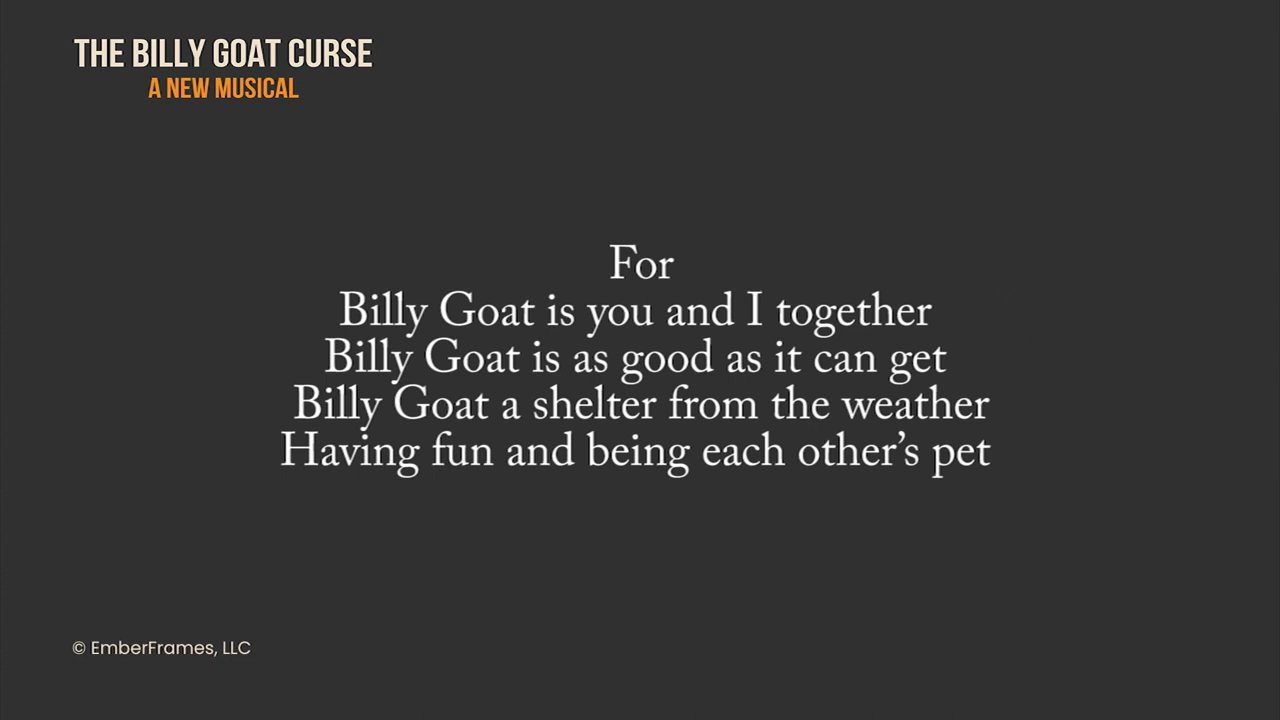 THE BILLY GOAT CURSE
A NEW MUSICAL
For
Billy Goat is you and I together
Billy Goat is as good as it can get
Billy Goat a shelter from the weather
Having fun and being each other’s pet
© EmberFrames, LLC